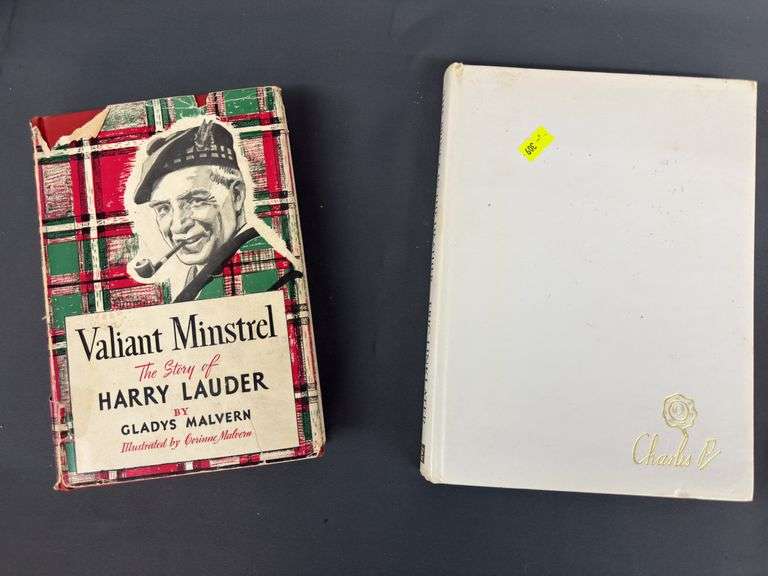 Valiant Minstrel
The Story of
HARRY LAUDER
BY
GLADYS MALVERN
Illustrated by Corinne Malvern
Charles